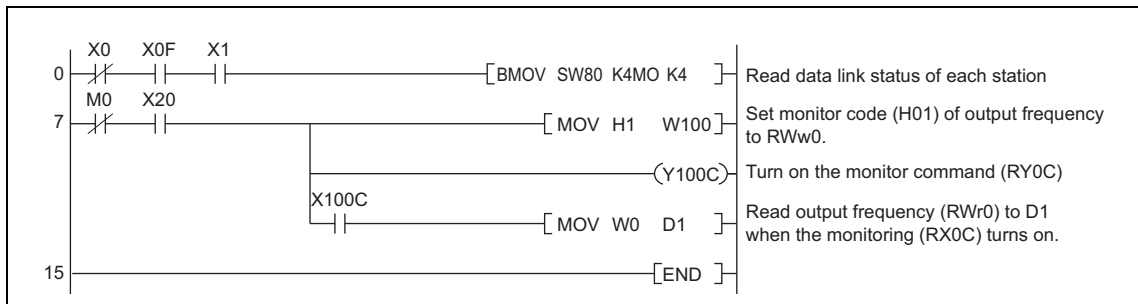 X0 X0F X1
0 BMOV SW80 K4MO K4 Read data link status of each station
M0 X20
7 MOV H1 W100 Set monitor code (H01) of output frequency
to RWw0.
Y100C Turn on the monitor command (RY0C)
X100C
MOV W0 D1 Read output frequency (RWr0) to D1
when the monitoring (RX0C) turns on.
15 END